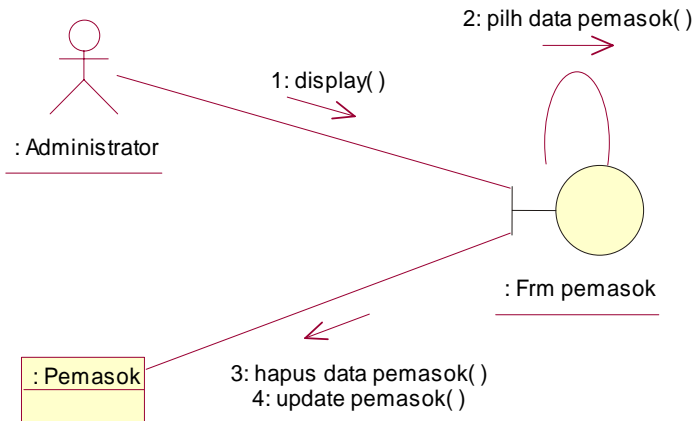 2: pilh data pemasok( )
1: display( )
: Administrator
: Frm pemasok
: Pemasok
3: hapus data pemasok( )
4: update pemasok( )